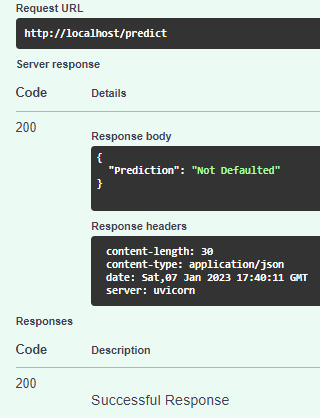 Request URL
http://localhost/predict
Server response
Code Details
200
Response body
{
"Prediction": "Not Defaulted"
}
Response headers
content-length: 30
content-type: application/json
date: Sat,07 Jan 2023 17:40:11 GMT
server: uvicorn
Responses
Code Description
200
Successful Response